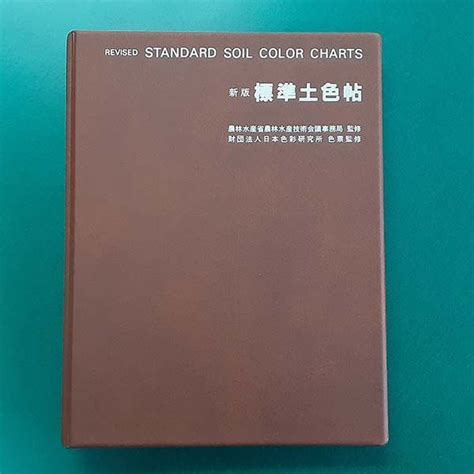 REVISED STANDARD SOIL COLOR CHARTS
新版 標準土色帖
農林水産省農林水産技術会議事務局 監修
財団法人日本色彩研究所 色票監修